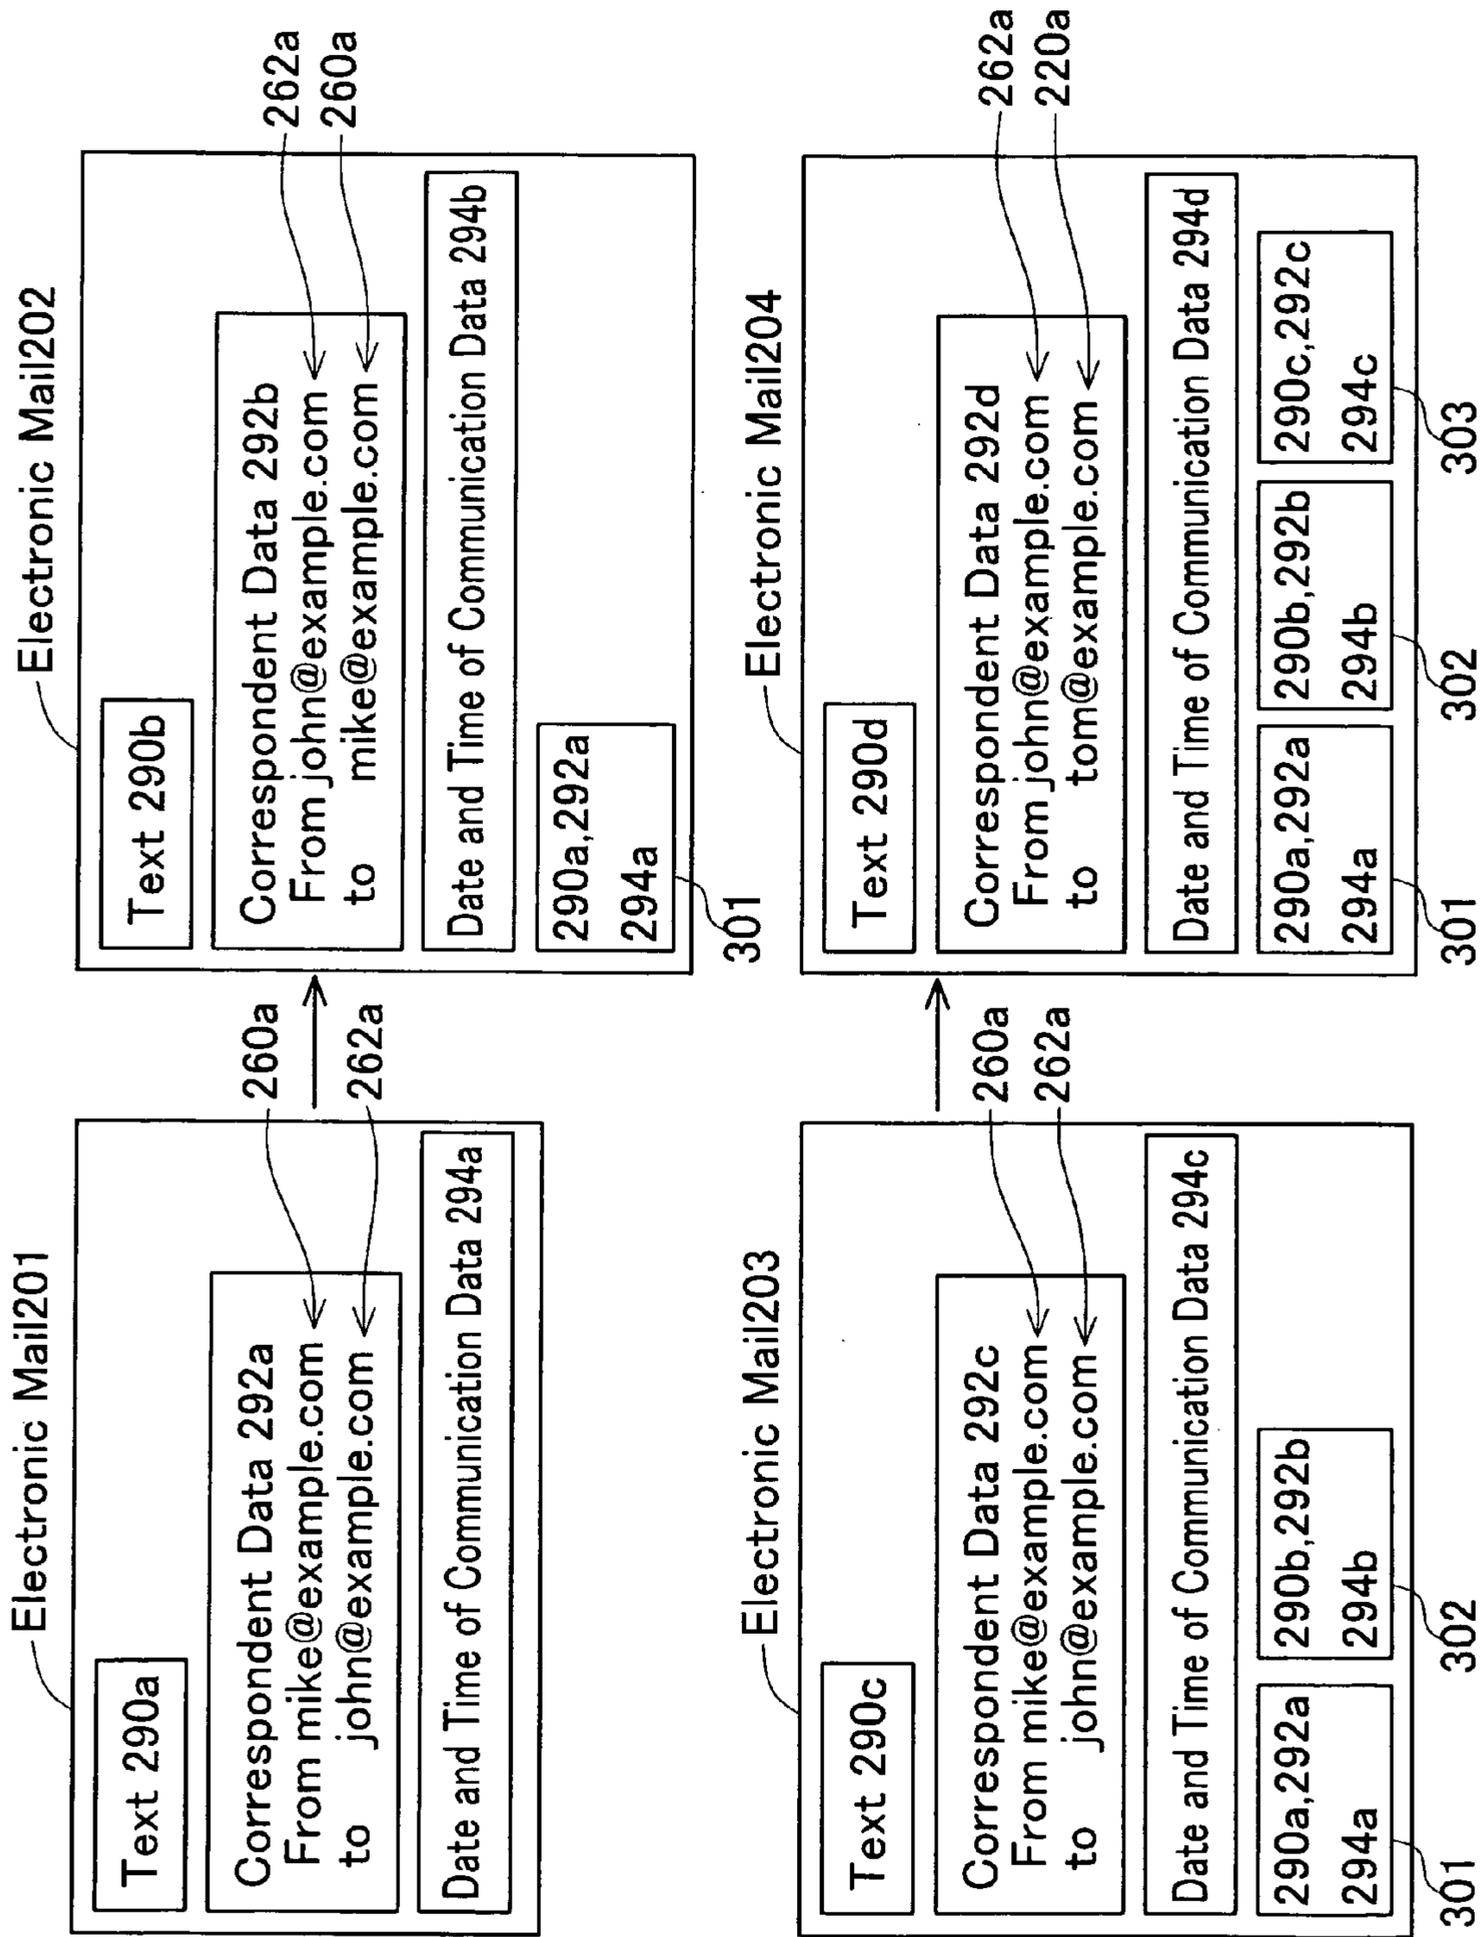 Electronic Mail201
Text 290a
Correspondent Data 292a
From mike@example.com
to john@example.com
260a
262a
Date and Time of Communication Data 294a
Electronic Mail202
Text 290b
Correspondent Data 292b
From john@example.com
to mike@example.com
262a
260a
Date and Time of Communication Data 294b
290a,292a
294a
301
Electronic Mail203
Text 290c
Correspondent Data 292c
From mike@example.com
to john@example.com
260a
262a
Date and Time of Communication Data 294c
290a,292a
294a
301
290b,292b
294b
302
Electronic Mail204
Text 290d
Correspondent Data 292d
From john@example.com
to tom@example.com
262a
220a
Date and Time of Communication Data 294d
290a,292a
294a
301
290b,292b
294b
302
290c,292c
294c
303